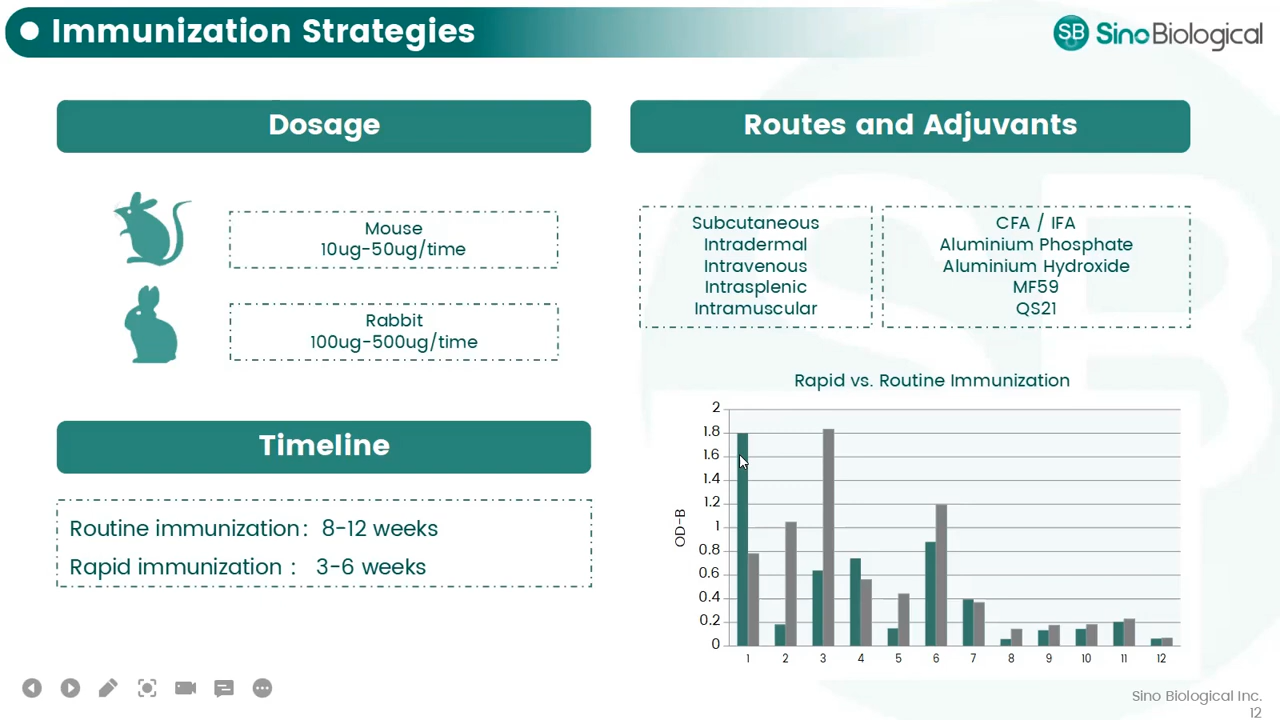 Immunization Strategies
SB SinoBiological
Dosage
Mouse
10ug-50ug/time
Rabbit
100ug-500ug/time
Timeline
Routine immunization: 8-12 weeks
Rapid immunization : 3-6 weeks
Routes and Adjuvants
Subcutaneous
Intradermal
Intravenous
Intrasplenic
Intramuscular
CFA / IFA
Aluminium Phosphate
Aluminium Hydroxide
MF59
QS21
Rapid vs. Routine Immunization
OD-B
2
1.8
1.6
1.4
1.2
1
0.8
0.6
0.4
0.2
0
1 2 3 4 5 6 7 8 9 10 11 12
Sino Biological Inc.
12